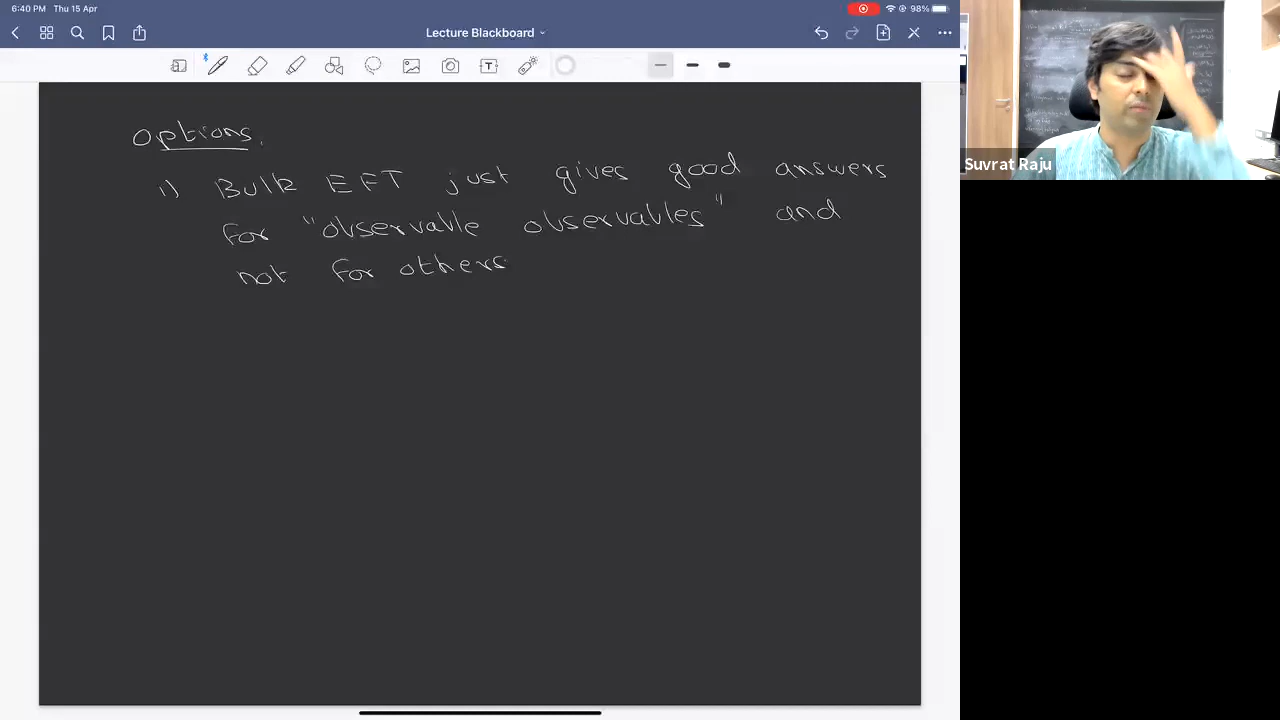 6:40 PM Thu 15 Apr
98%
Lecture Blackboard
options.
1) Bulk EFT just gives good answers
for "observable observables" and
not for others
Suvrat Raju